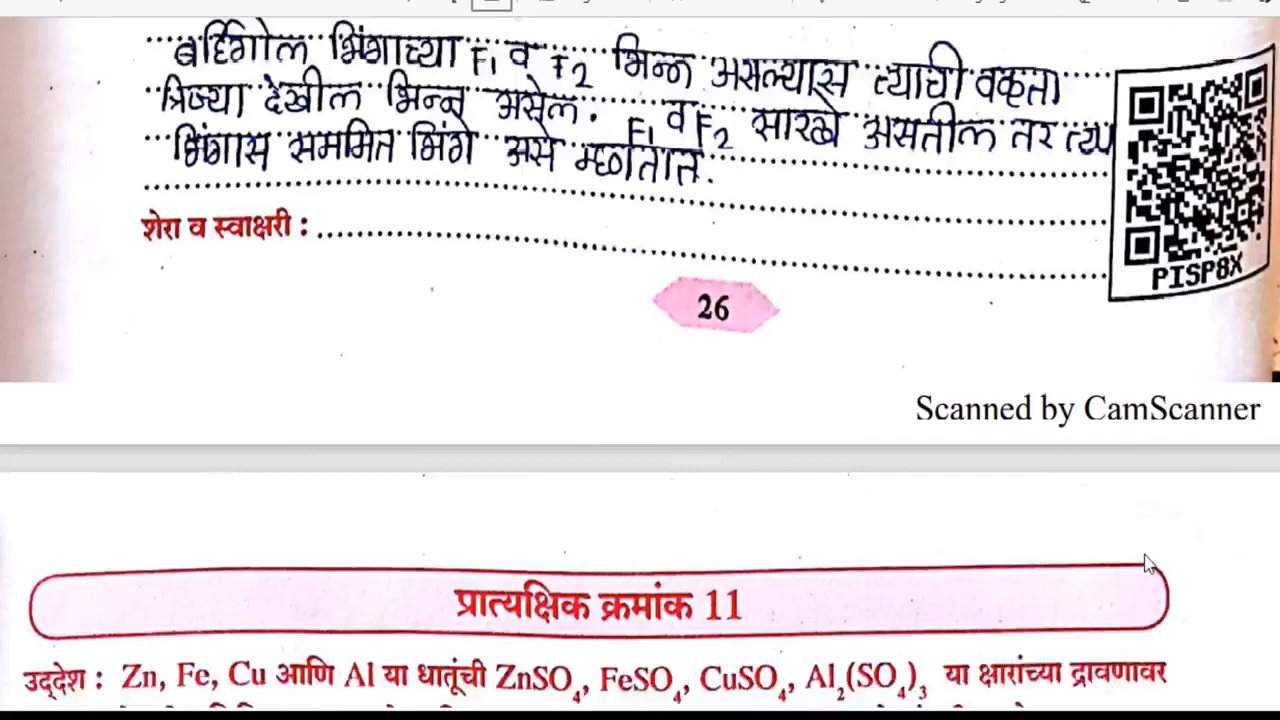 बर्हिगोल भिंगाच्या F₁ व F₂ भिन्न असल्यास त्याची वक्रता
त्रिज्या देखील भिन्न असेल. F₁ व F₂ सारखे असतील तर त्या
भिंगास सममित भिंगे असे म्हणतात.
शेरा व स्वाक्षरी :
PISP8X
26
Scanned by CamScanner
प्रात्यक्षिक क्रमांक 11
उद्देश : Zn, Fe, Cu आणि Al या धातूंची ZnSO₄, FeSO₄, CuSO₄, Al₂(SO₄)₃ या क्षारांच्या द्रावणावर